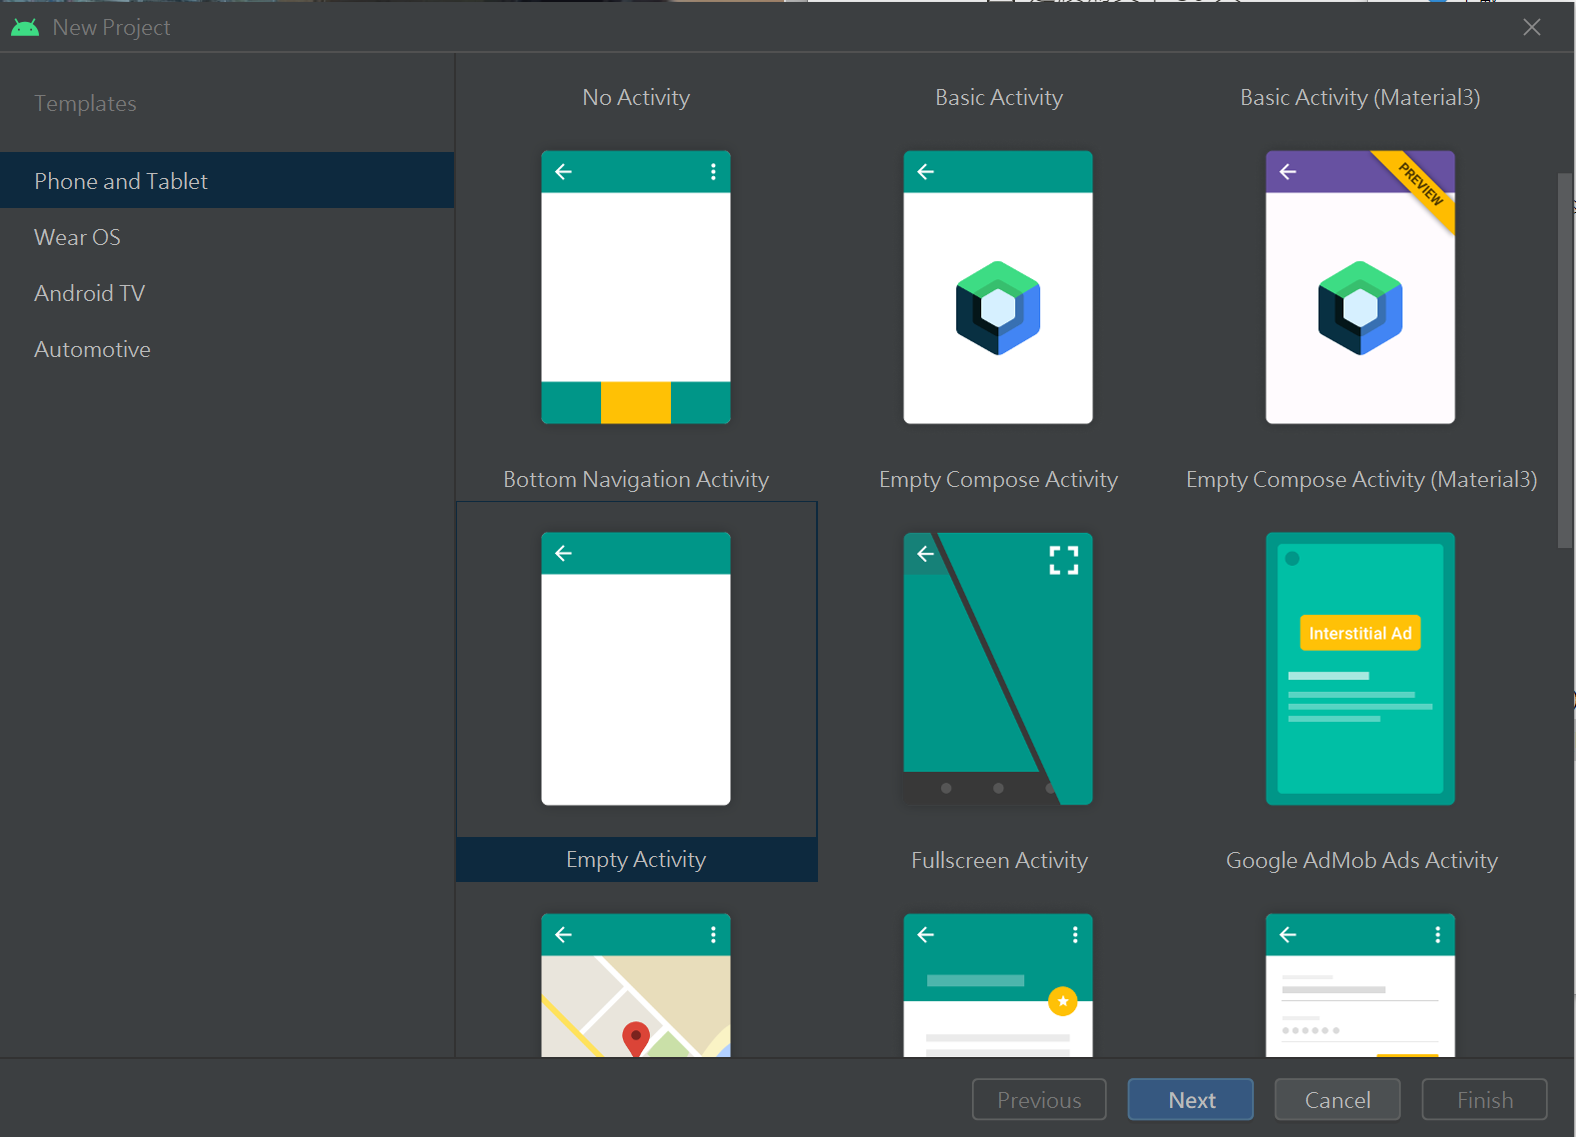 New Project
Templates
Phone and Tablet
Wear OS
Android TV
Automotive
No Activity
Basic Activity
Basic Activity (Material3)
PREVIEW
Bottom Navigation Activity
Empty Compose Activity
Empty Compose Activity (Material3)
Interstitial Ad
Empty Activity
Fullscreen Activity
Google AdMob Ads Activity
Previous
Next
Cancel
Finish